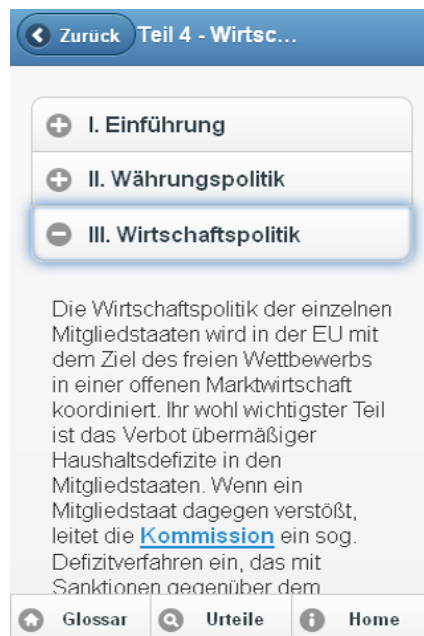 Zurück Teil 4 - Wirtsc...
I. Einführung
II. Währungspolitik
III. Wirtschaftspolitik
Die Wirtschaftspolitik der einzelnen
Mitgliedstaaten wird in der EU mit
dem Ziel des freien Wettbewerbs
in einer offenen Marktwirtschaft
koordiniert. Ihr wohl wichtigster Teil
ist das Verbot übermäßiger
Haushaltsdefizite in den
Mitgliedstaaten. Wenn ein
Mitgliedstaat dagegen verstößt,
leitet die Kommission ein sog.
Defizitverfahren ein, das mit
Sanktionen gegenüber dem
Glossar Urteile Home